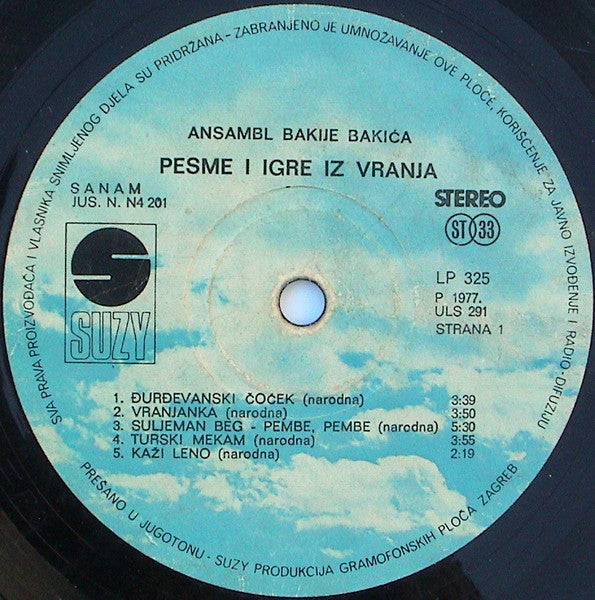 SVA PRAVA PROIZVOĐAČA I VLASNIKA SNIMLJENOG DJELA SU PRIDRŽANA - ZABRANJENO JE UMNOŽAVANJE OVE PLOČE, KORIŠĆENJE ZA JAVNO IZVOĐENJE I RADIO-DIFUZIJU
ANSAMBL BAKIJE BAKIĆA
PESME I IGRE IZ VRANJA
SANAM
JUS. N. N4 201
STEREO
ST 33
SUZY
LP 325
P 1977.
ULS 291
STRANA 1
1. ĐURĐEVANSKI ČOČEK (narodna) 3:39
2. VRANJANKA (narodna) 3:50
3. SULJEMAN BEG - PEMBE, PEMBE (narodna) 5:30
4. TURSKI MEKAM (narodna) 3:55
5. KAŽI LENO (narodna) 2:19
PREŠANO U JUGOTONU - SUZY PRODUKCIJA GRAMOFONSKIH PLOČA ZAGREB